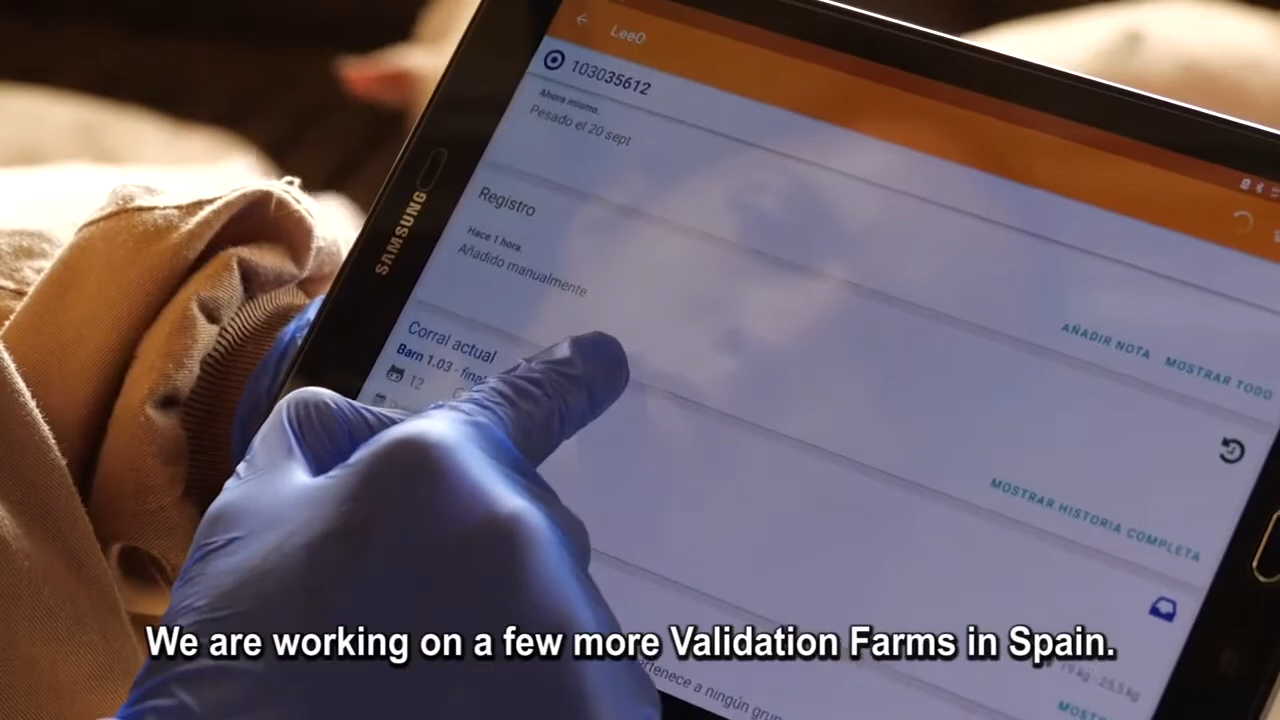 LeeO
103035612
Ahora mismo.
Pesado el 20 sept
SAMSUNG
AÑADIR NOTA MOSTRAR TODO
Registro
Hace 1 hora.
Añadido manualmente
MOSTRAR HISTORIA COMPLETA
Corral actual
Barn 1.03 -
12
a ningún
We are working on a few more Validation Farms in Spain.